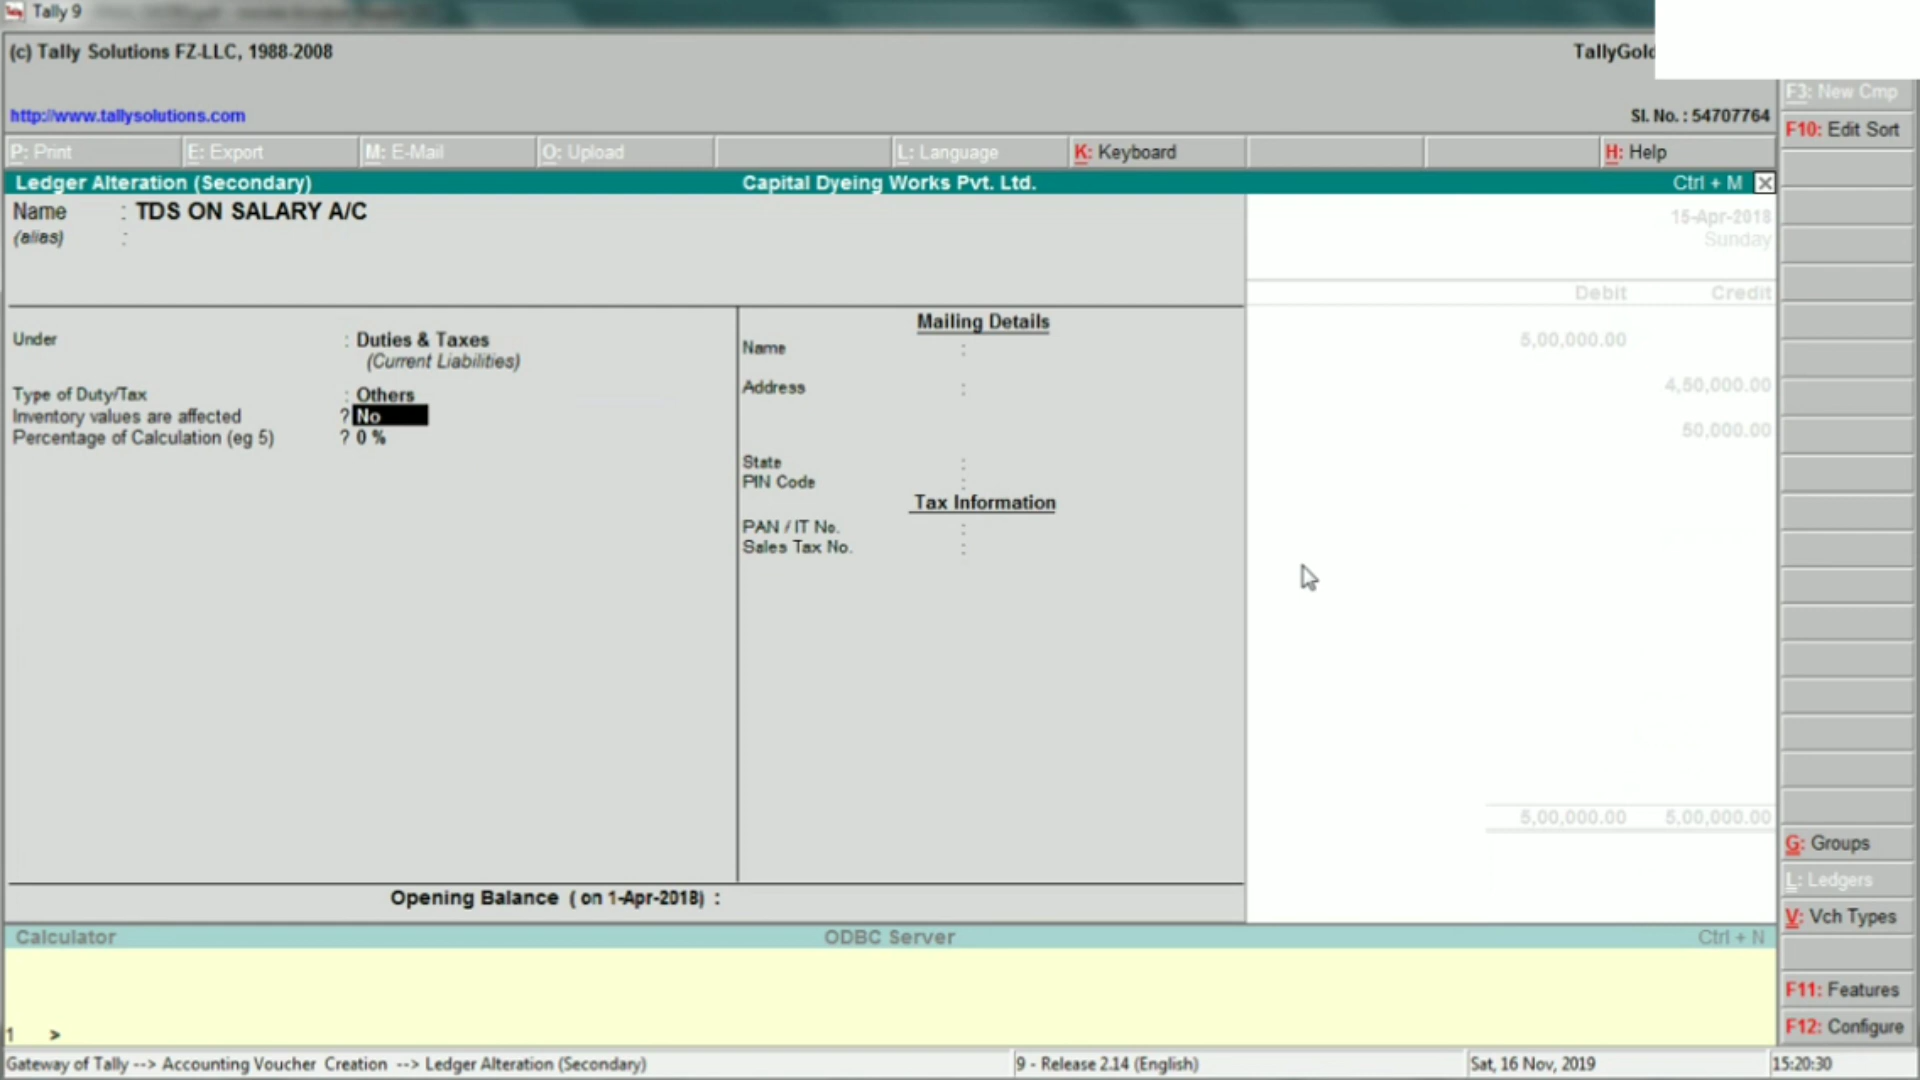 Tally 9
(c) Tally Solutions FZ-LLC, 1988-2008
TallyGold
http://www.tallysolutions.com
Sl. No. : 54707764
F3: New Cmp
F10: Edit Sort
P: Print E: Export M: E-Mail O: Upload L: Language K: Keyboard H: Help
Ledger Alteration (Secondary) Capital Dyeing Works Pvt. Ltd. Ctrl + M
Name : TDS ON SALARY A/C
(alias) :
15-Apr-2018
Sunday
Debit Credit
5,00,000.00
4,50,000.00
50,000.00
5,00,000.00 5,00,000.00
Under : Duties & Taxes
(Current Liabilities)
Type of Duty/Tax : Others
Inventory values are affected ? No
Percentage of Calculation (eg 5) ? 0 %
Mailing Details
Name :
Address :
State :
PIN Code :
Tax Information
PAN / IT No. :
Sales Tax No. :
Opening Balance ( on 1-Apr-2018) :
G: Groups
L: Ledgers
V: Vch Types
F11: Features
F12: Configure
Calculator ODBC Server Ctrl + N
1 >
Gateway of Tally --> Accounting Voucher Creation --> Ledger Alteration (Secondary) 9 - Release 2.14 (English) Sat, 16 Nov, 2019 15:20:30